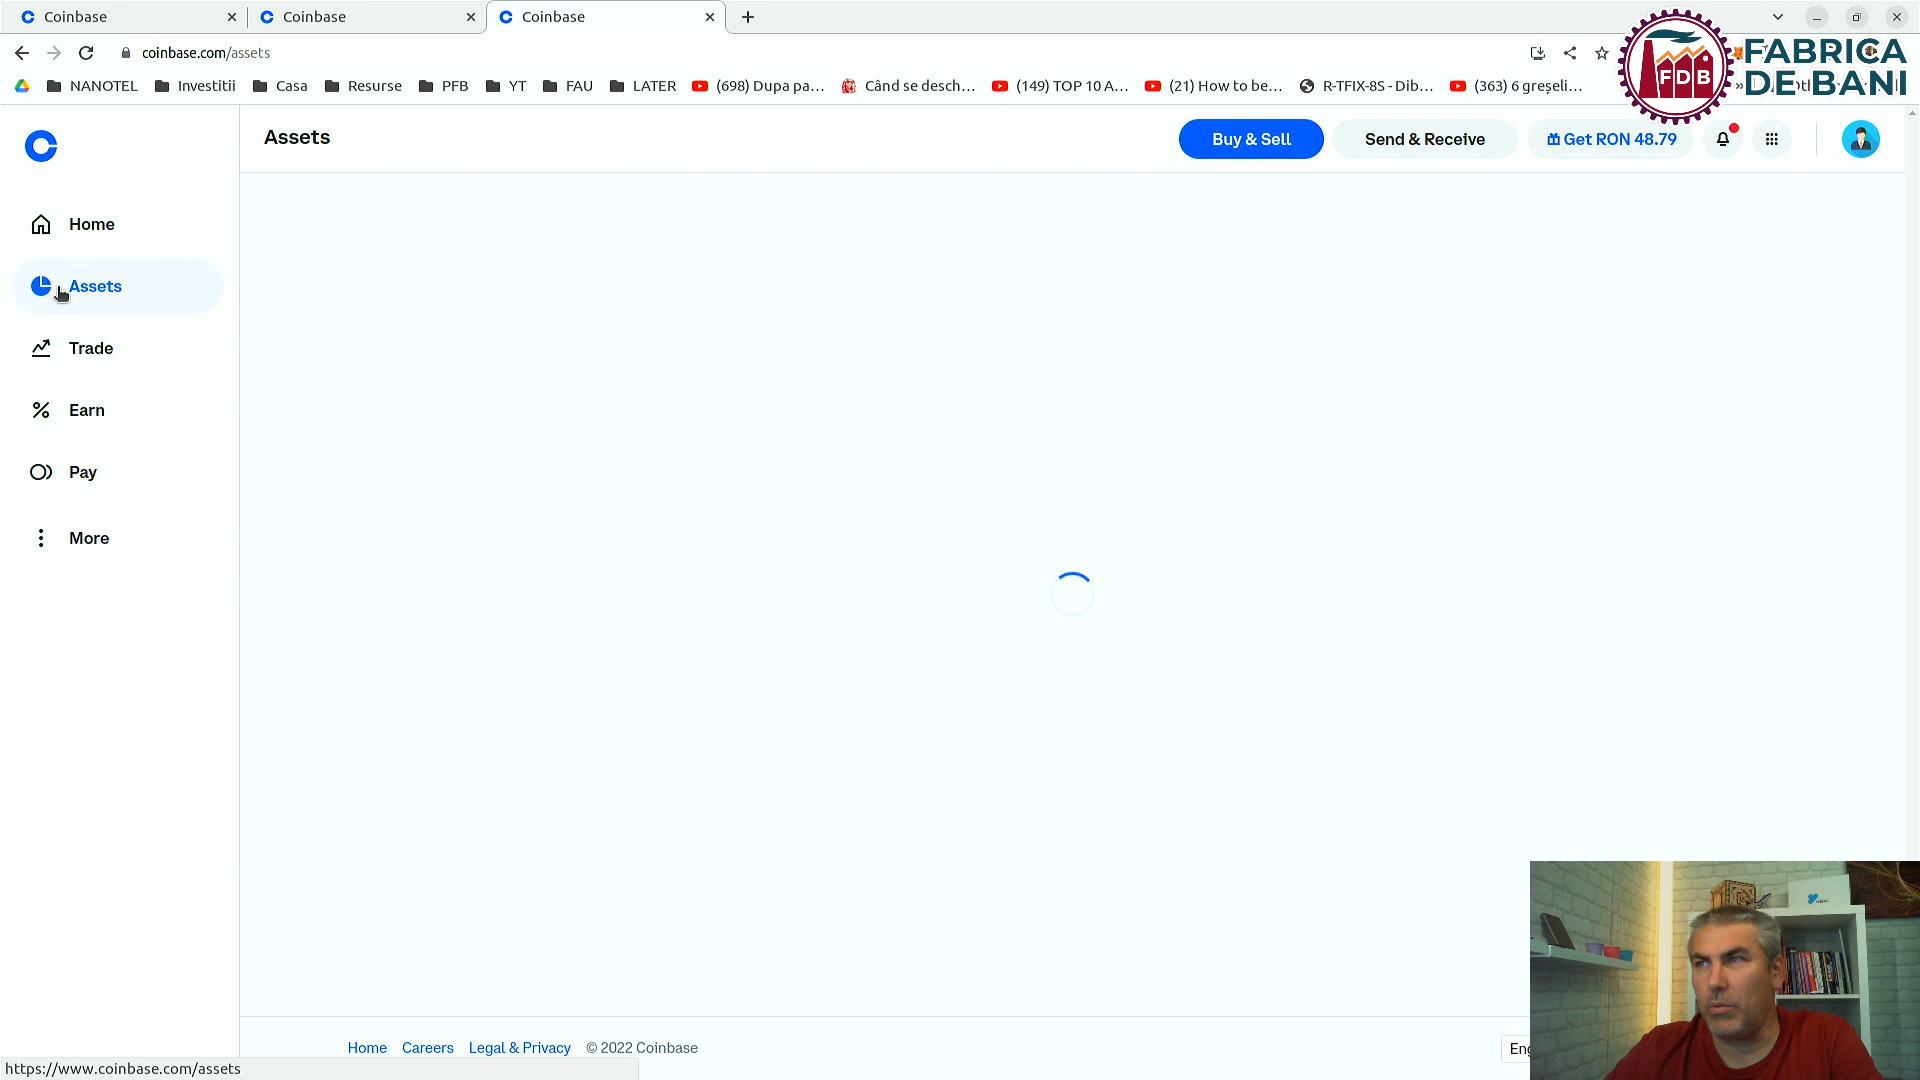 Coinbase
Coinbase
Coinbase
coinbase.com/assets
NANOTEL
Investitii
Casa
Resurse
PFB
YT
FAU
LATER
(698) Dupa pa...
Când se desch...
(149) TOP 10 A...
(21) How to be...
R-TFIX-8S - Dib...
(363) 6 greșeli...
FDB
FABRICA
DE BANI
Assets
Buy & Sell
Send & Receive
Get RON 48.79
Home
Assets
Trade
Earn
Pay
More
Home
Careers
Legal & Privacy
© 2022 Coinbase
Eng
https://www.coinbase.com/assets